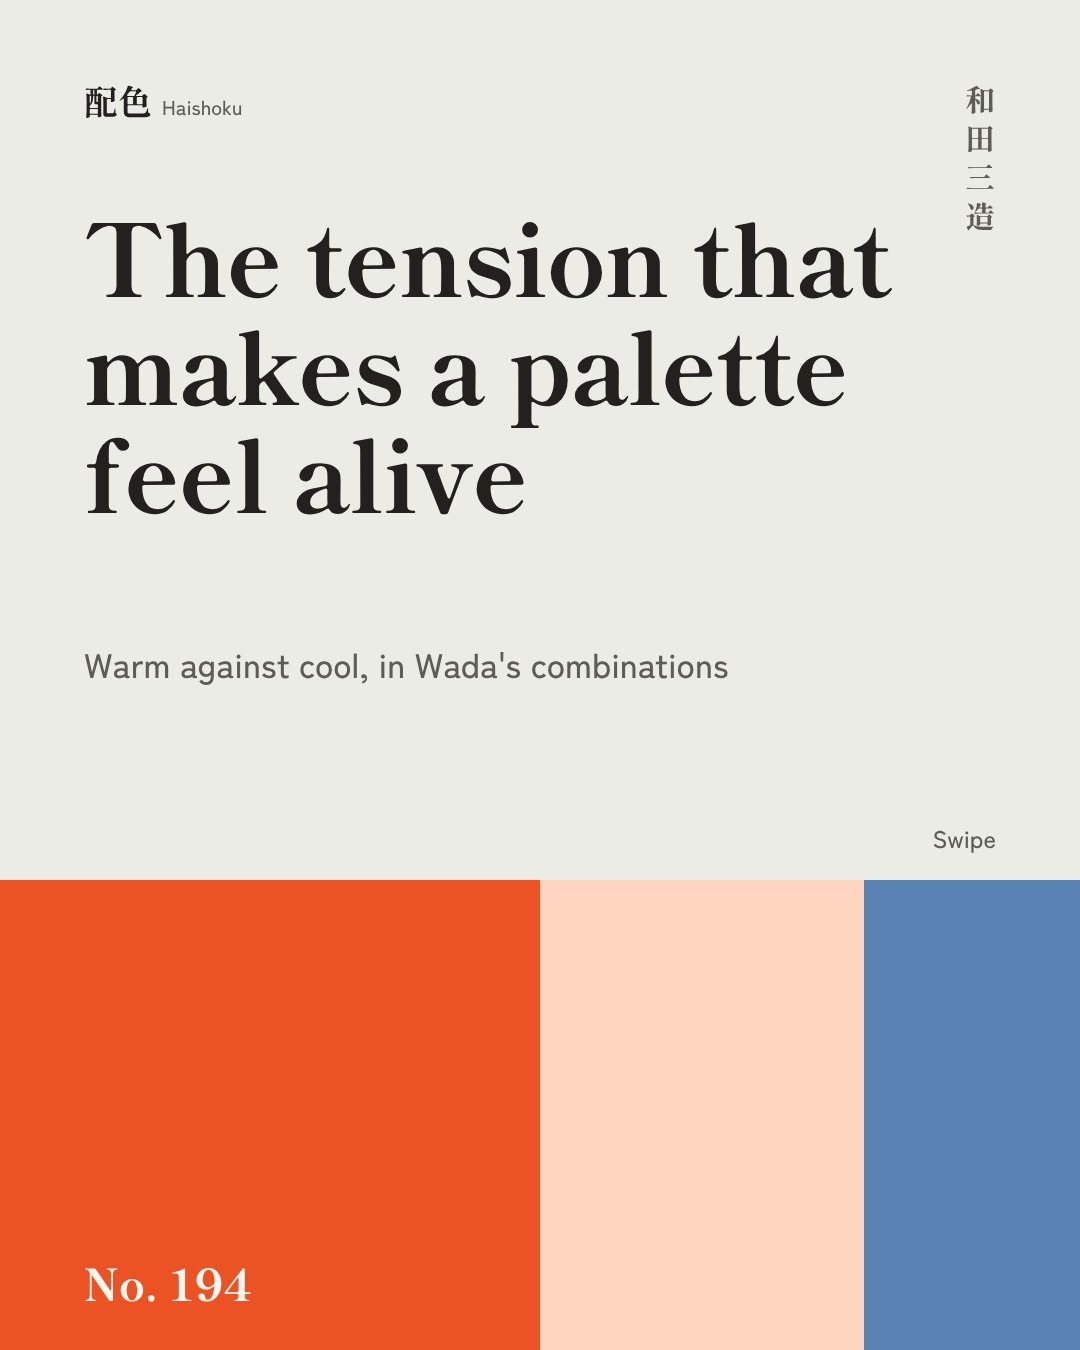 配色 Haishoku
和田三造
The tension that
makes a palette
feel alive
Warm against cool, in Wada's combinations
Swipe
No. 194